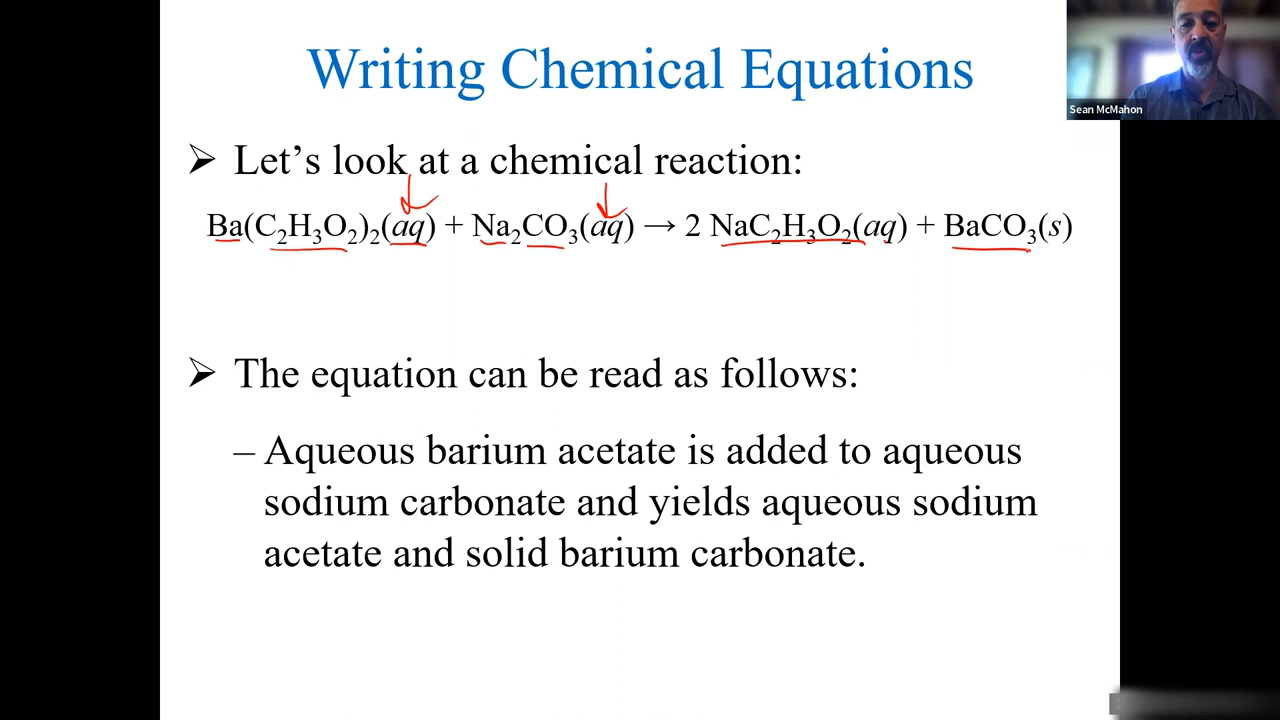 Writing Chemical Equations
Sean McMahon
➢ Let’s look at a chemical reaction:
Ba(C₂H₃O₂)₂(aq) + Na₂CO₃(aq) → 2 NaC₂H₃O₂(aq) + BaCO₃(s)
➢ The equation can be read as follows:
– Aqueous barium acetate is added to aqueous
sodium carbonate and yields aqueous sodium
acetate and solid barium carbonate.